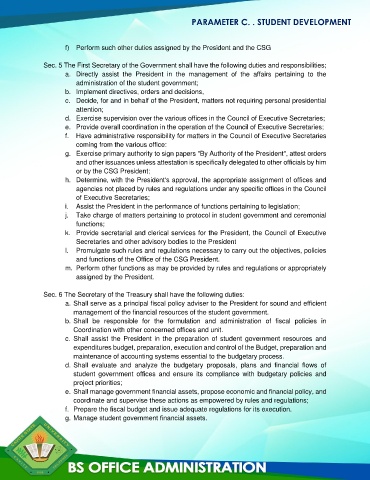 PARAMETER C. . STUDENT DEVELOPMENT
f) Perform such other duties assigned by the President and the CSG
Sec. 5 The First Secretary of the Government shall have the following duties and responsibilities;
a. Directly assist the President in the management of the affairs pertaining to the
administration of the student government;
b. Implement directives, orders and decisions,
c. Decide, for and in behalf of the President, matters not requiring personal presidential
attention;
d. Exercise supervision over the various offices in the Council of Executive Secretaries;
e. Provide overall coordination in the operation of the Council of Executive Secretaries;
f. Have administrative responsibility for matters in the Council of Executive Secretaries
coming from the various office:
g. Exercise primary authority to sign papers "By Authority of the President", attest orders
and other issuances unless attestation is specifically delegated to other officials by him
or by the CSG President;
h. Determine, with the President's approval, the appropriate assignment of offices and
agencies not placed by rules and regulations under any specific offices in the Council
of Executive Secretaries;
i. Assist the President in the performance of functions pertaining to legislation;
j. Take charge of matters pertaining to protocol in student government and ceremonial
functions;
k. Provide secretarial and clerical services for the President, the Council of Executive
Secretaries and other advisory bodies to the President
l. Promulgate such rules and regulations necessary to carry out the objectives, policies
and functions of the Office of the CSG President.
m. Perform other functions as may be provided by rules and regulations or appropriately
assigned by the President.
Sec. 6 The Secretary of the Treasury shall have the following duties:
a. Shall serve as a principal fiscal policy adviser to the President for sound and efficient
management of the financial resources of the student government.
b. Shall be responsible for the formulation and administration of fiscal policies in
Coordination with other concerned offices and unit.
c. Shall assist the President in the preparation of student government resources and
expenditures budget, preparation, execution and control of the Budget, preparation and
maintenance of accounting systems essential to the budgetary process.
d. Shall evaluate and analyze the budgetary proposals, plans and financial flows of
student government offices and ensure its compliance with budgetary policies and
project priorities;
e. Shall manage government financial assets, propose economic and financial policy, and
coordinate and supervise these actions as empowered by rules and regulations;
f. Prepare the fiscal budget and issue adequate regulations for its execution.
g. Manage student government financial assets.
BS OFFICE ADMINISTRATION